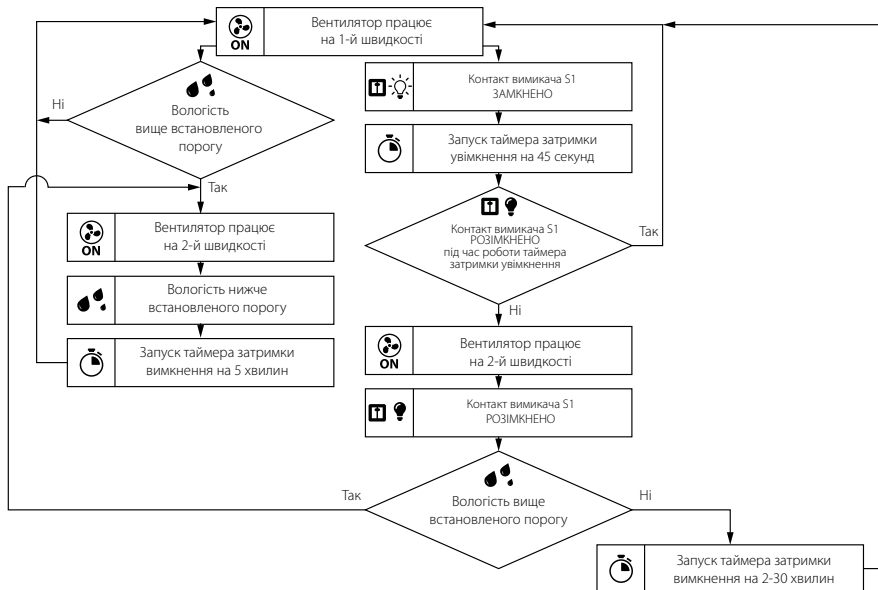 ON
Вентилятор працює
на 1-й швидкості
Ні
Вологість
вище встановленого
порогу
Так
ON
Вентилятор працює
на 2-й швидкості
Вологість нижче
встановленого порогу
Запуск таймера затримки
вимкнення на 5 хвилин
Контакт вимикача S1
ЗАМКНЕНО
Запуск таймера затримки
увімкнення на 45 секунд
Контакт вимикача S1
РОЗІМКНЕНО
під час роботи таймера
затримки увімкнення
Так
Ні
ON
Вентилятор працює
на 2-й швидкості
Контакт вимикача S1
РОЗІМКНЕНО
Так
Вологість вище
встановленого порогу
Ні
Запуск таймера затримки
вимкнення на 2-30 хвилин